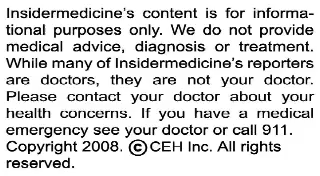 Insidermedicine's content is for informa-
tional purposes only. We do not provide
medical advice, diagnosis or treatment.
While many of Insidermedicine's reporters
are doctors, they are not your doctor.
Please contact your doctor about your
health concerns. If you have a medical
emergency see your doctor or call 911.
Copyright 2008. ©CEH Inc. All rights
reserved.